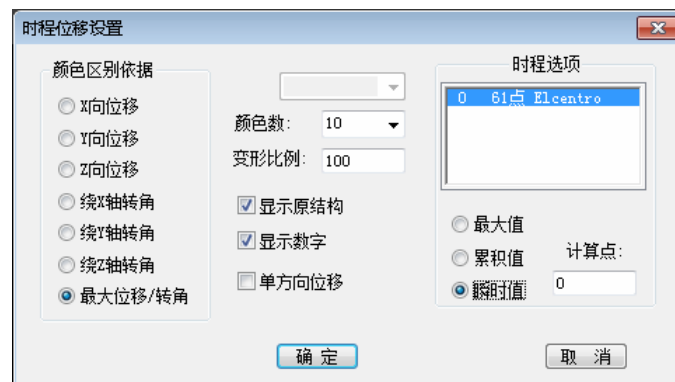 时程位移设置
颜色区别依据
X向位移
Y向位移
Z向位移
绕X轴转角
绕Y轴转角
绕Z轴转角
最大位移/转角
颜色数: 10
变形比例: 100
显示原结构
显示数字
单方向位移
时程选项
0 61点 Elcentro
最大值
累积值
瞬时值
计算点:
0
确定
取消